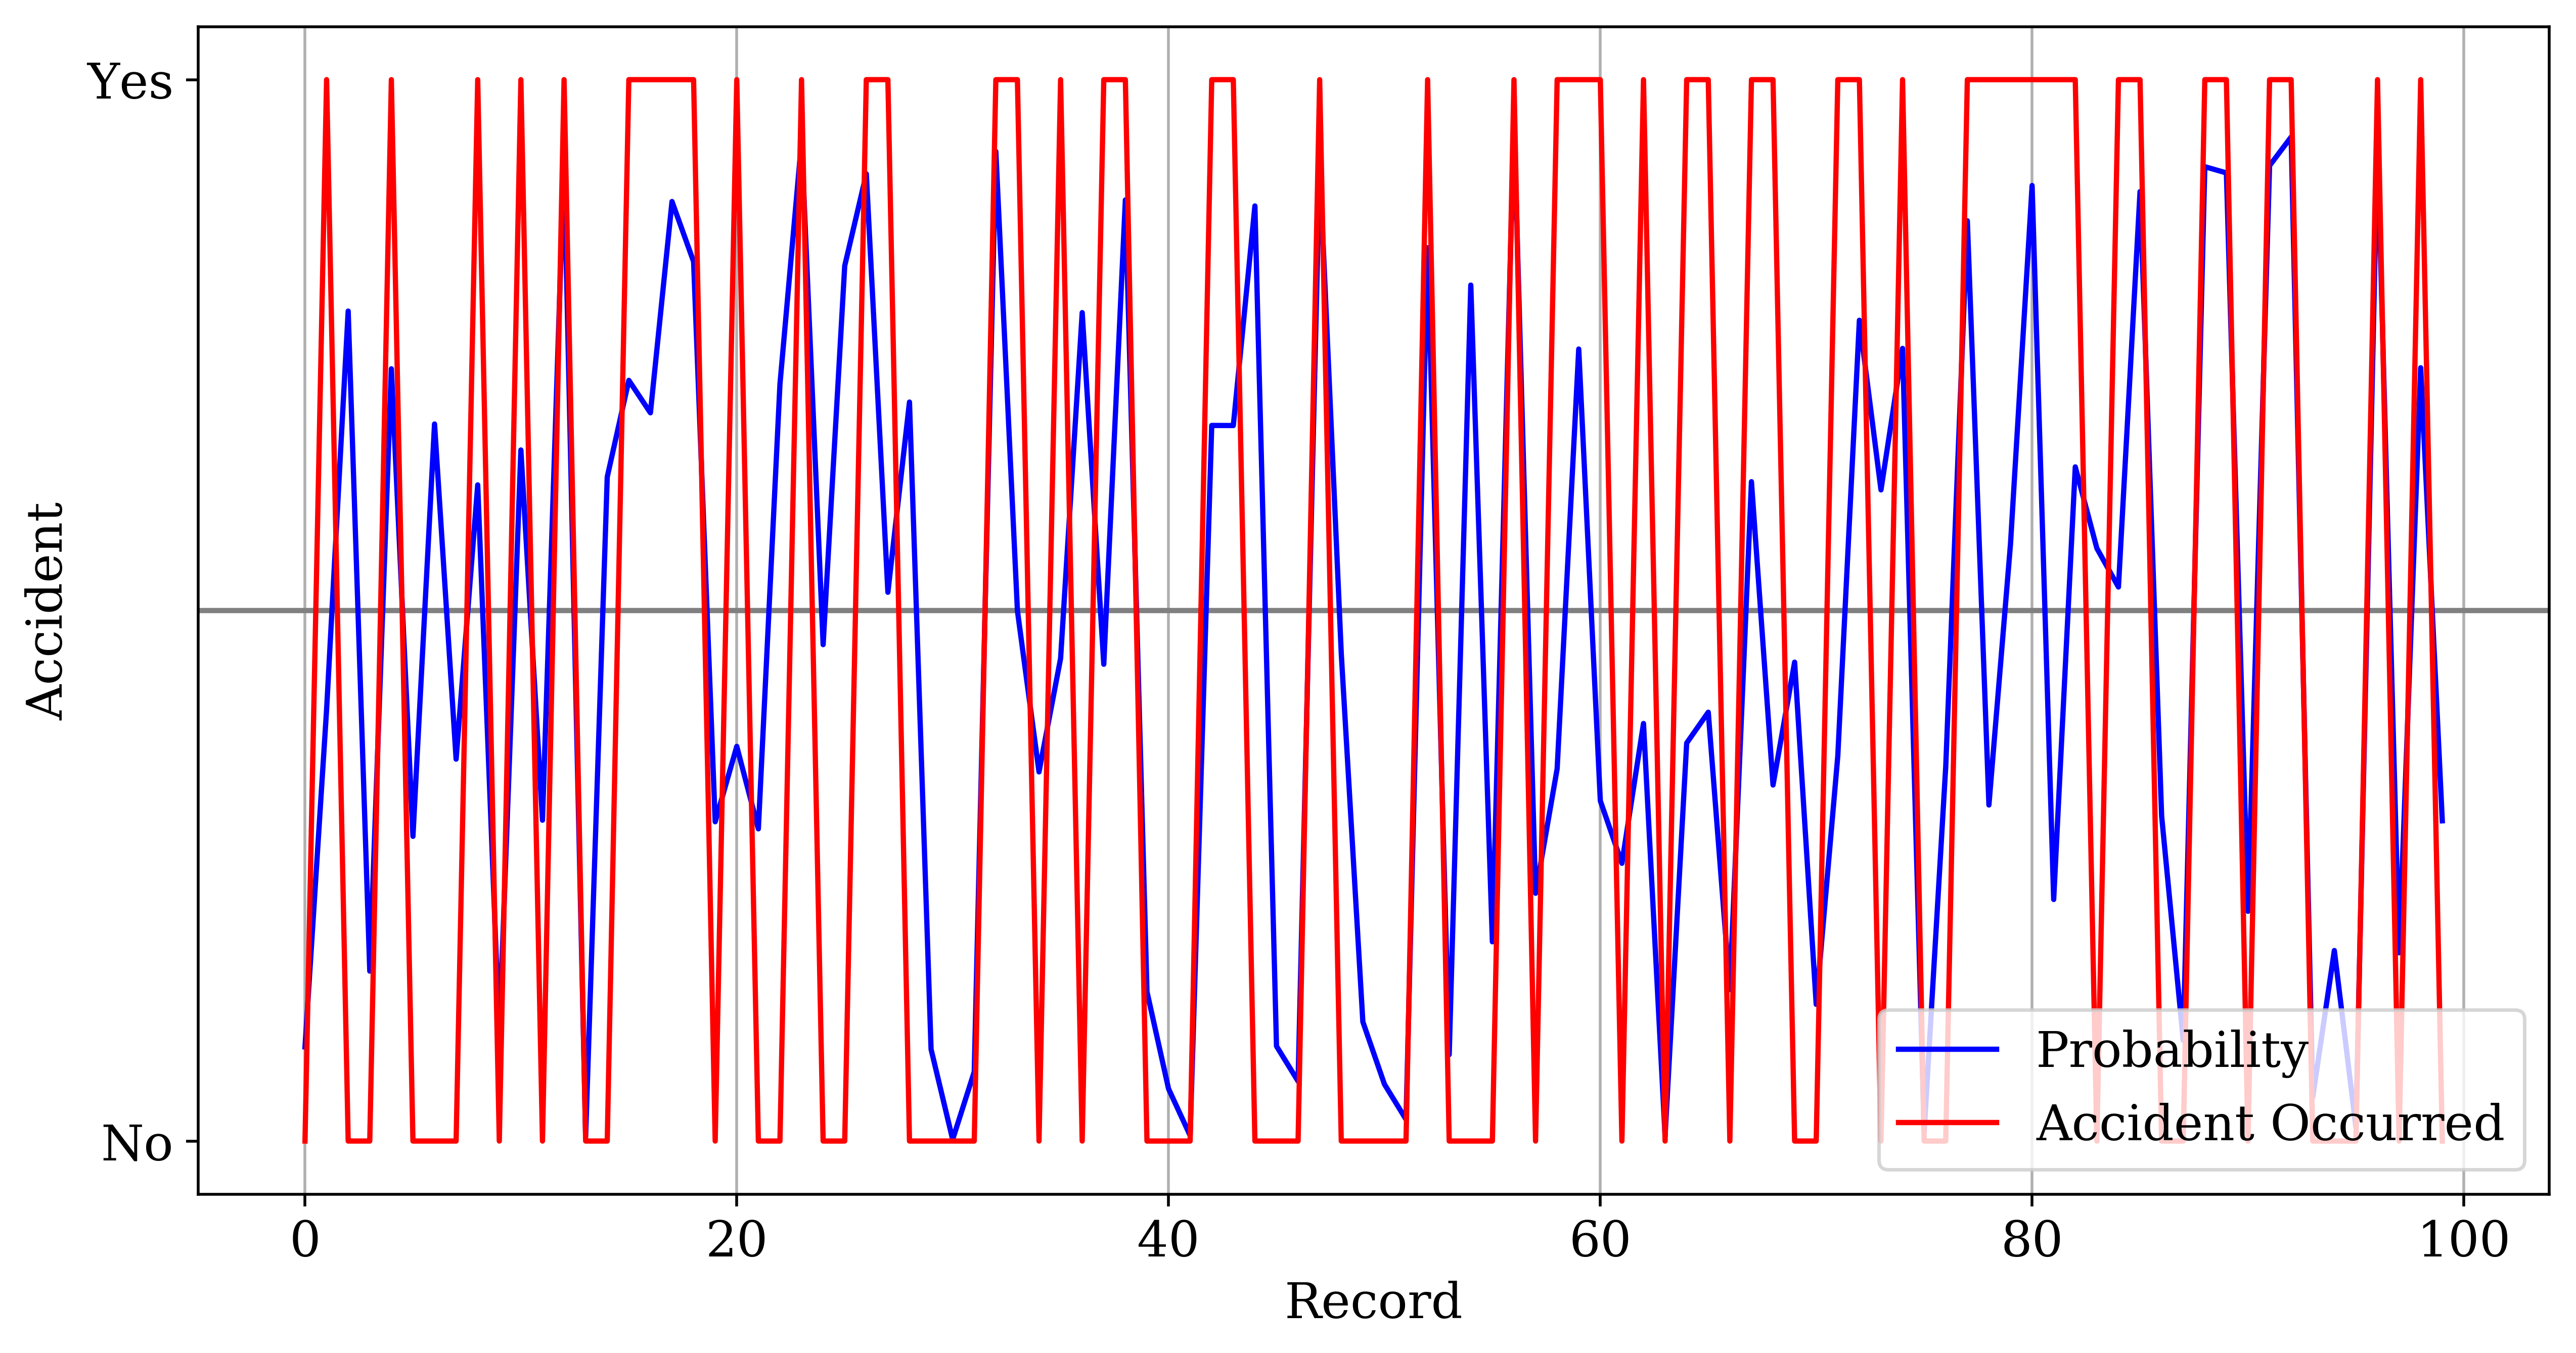 Yes
Accident
No
Probability
Accident Occurred
0 20 40 60 80 100
Record